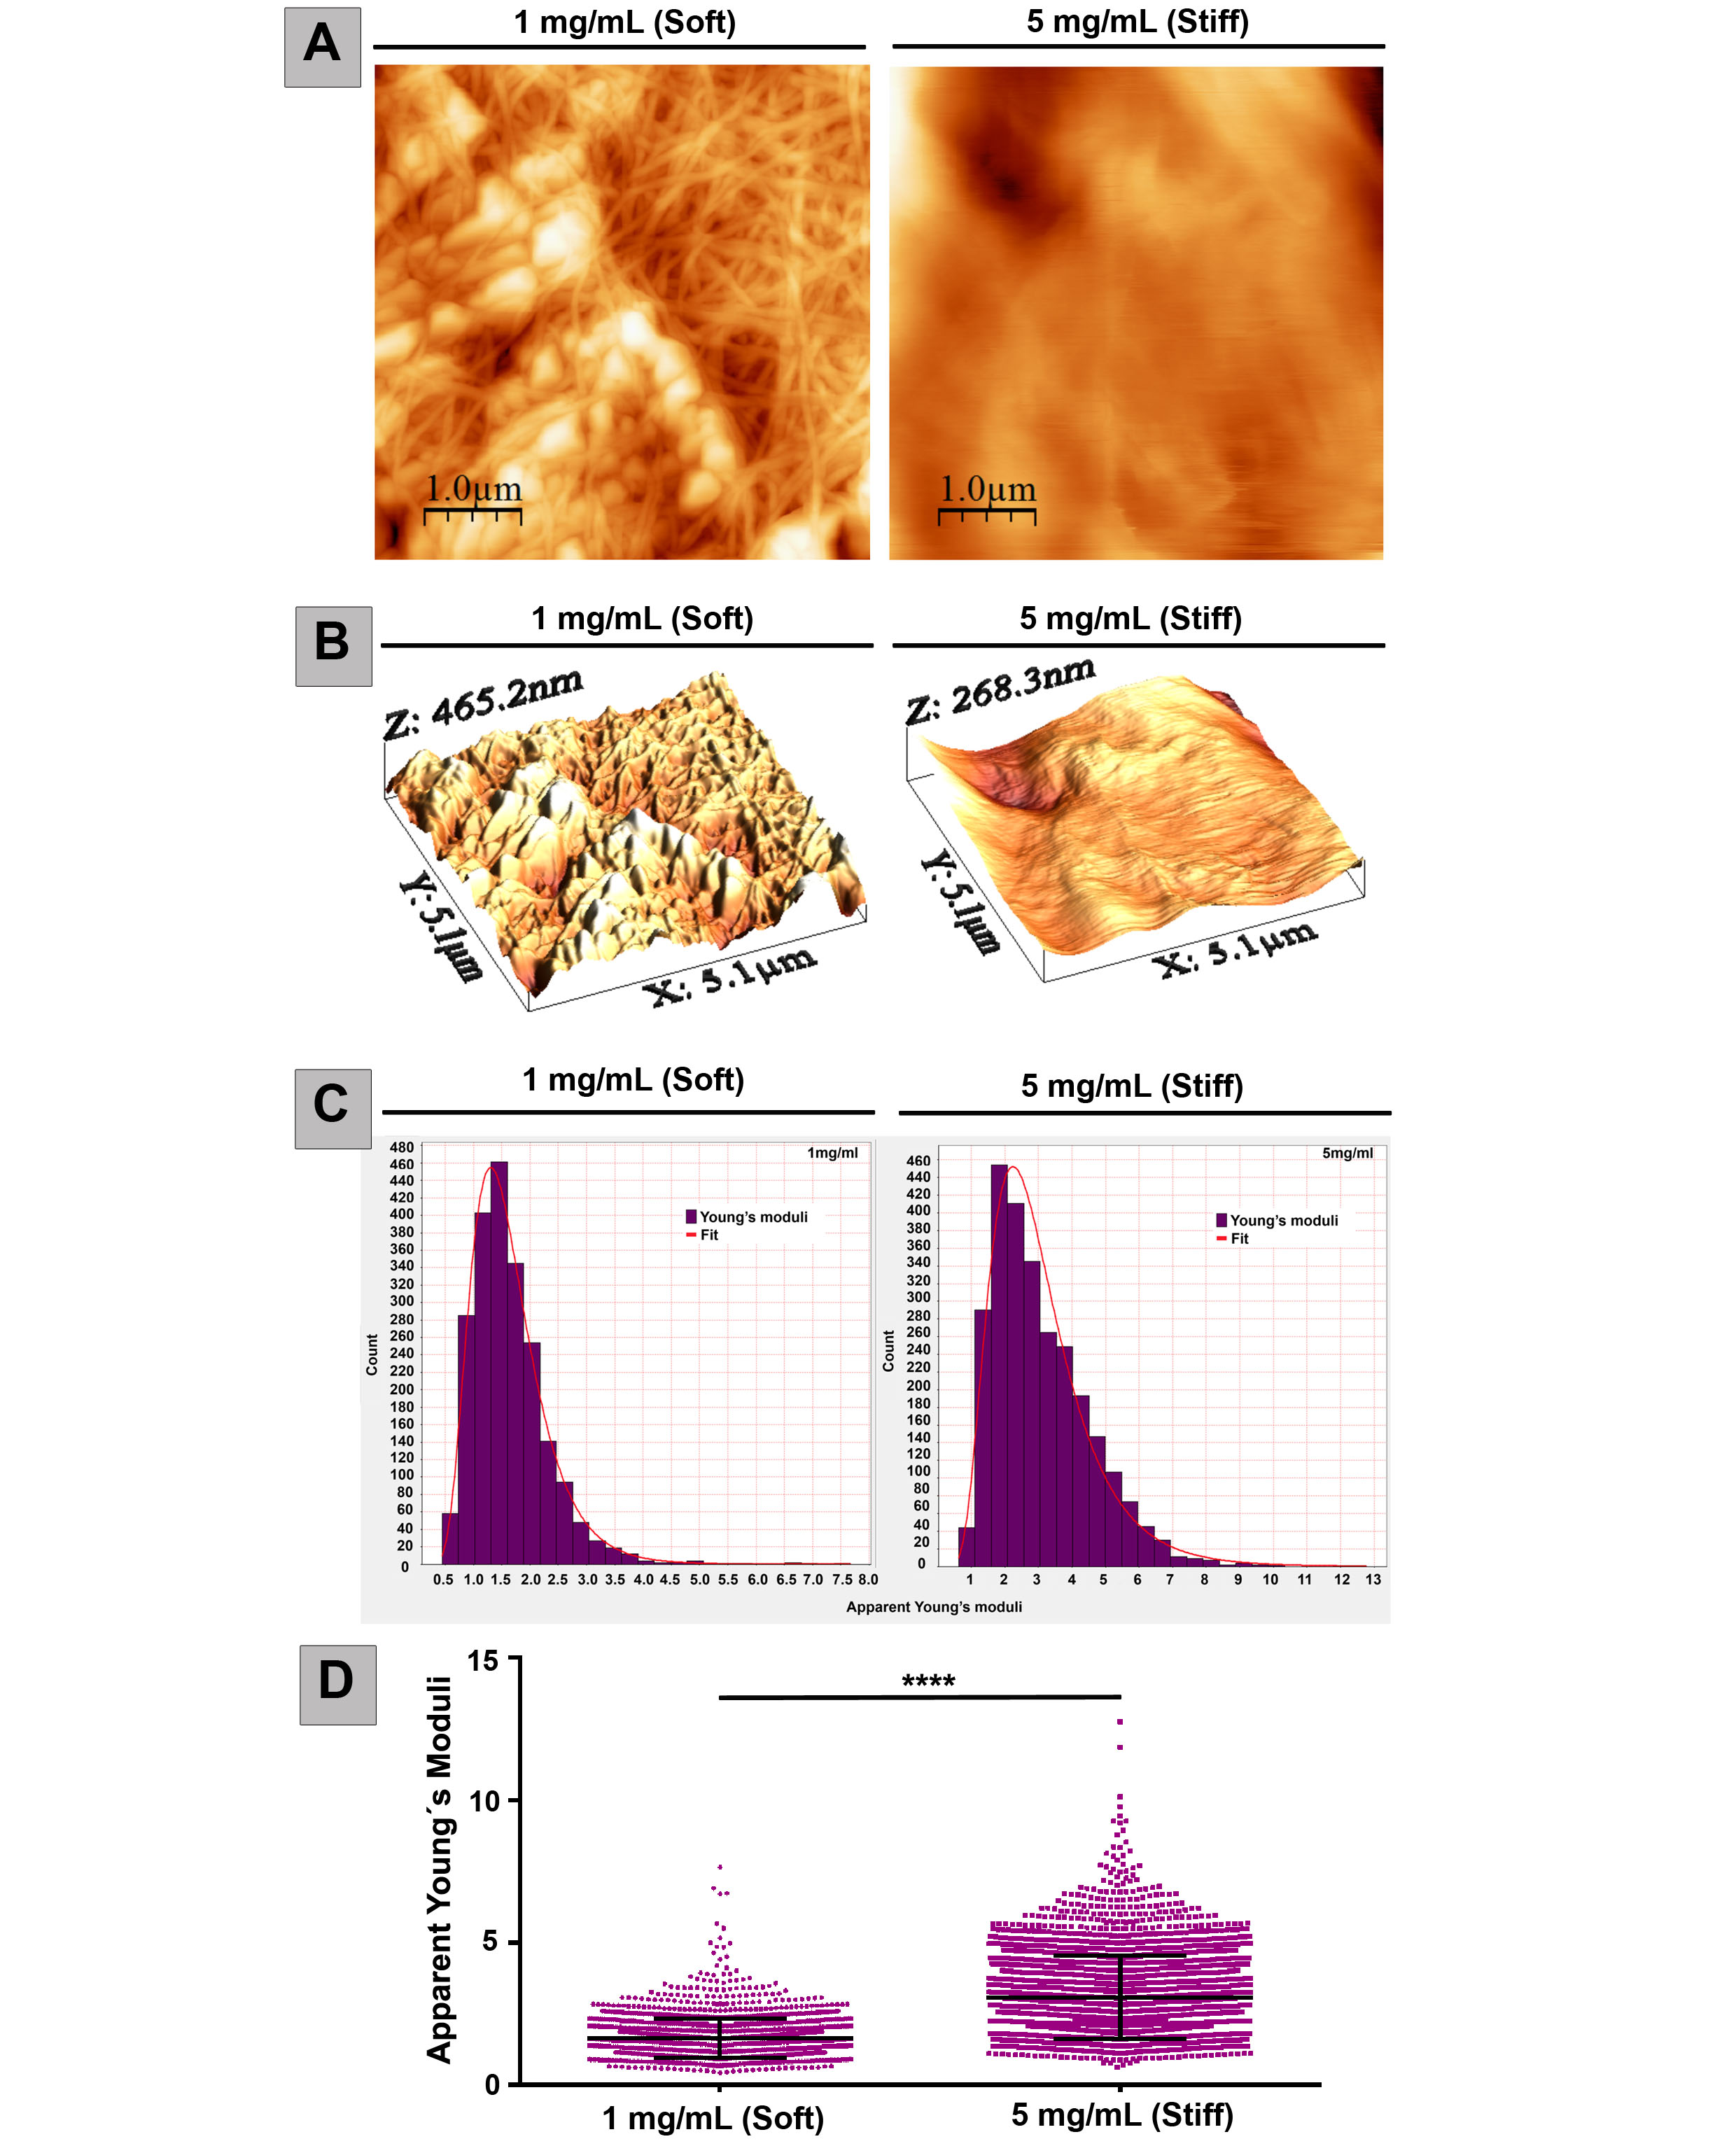 A
1 mg/mL (Soft)
5 mg/mL (Stiff)
1.0µm
1.0µm
B
1 mg/mL (Soft)
5 mg/mL (Stiff)
Z: 465.2nm
Y: 5.1µm
X: 5.1µm
Z: 268.3nm
Y: 5.1µm
X: 5.1µm
C
1 mg/mL (Soft)
5 mg/mL (Stiff)
1mg/ml
Young's moduli
Fit
Count
480
460
440
420
400
380
360
340
320
300
280
260
240
220
200
180
160
140
120
100
80
60
40
20
0
0.5 1.0 1.5 2.0 2.5 3.0 3.5 4.0 4.5 5.0 5.5 6.0 6.5 7.0 7.5 8.0
5mg/ml
Young's moduli
Fit
Count
460
440
420
400
380
360
340
320
300
280
260
240
220
200
180
160
140
120
100
80
60
40
20
0
1 2 3 4 5 6 7 8 9 10 11 12 13
Apparent Young's moduli
D
Apparent Young´s Moduli
15
10
5
0
****
1 mg/mL (Soft)
5 mg/mL (Stiff)